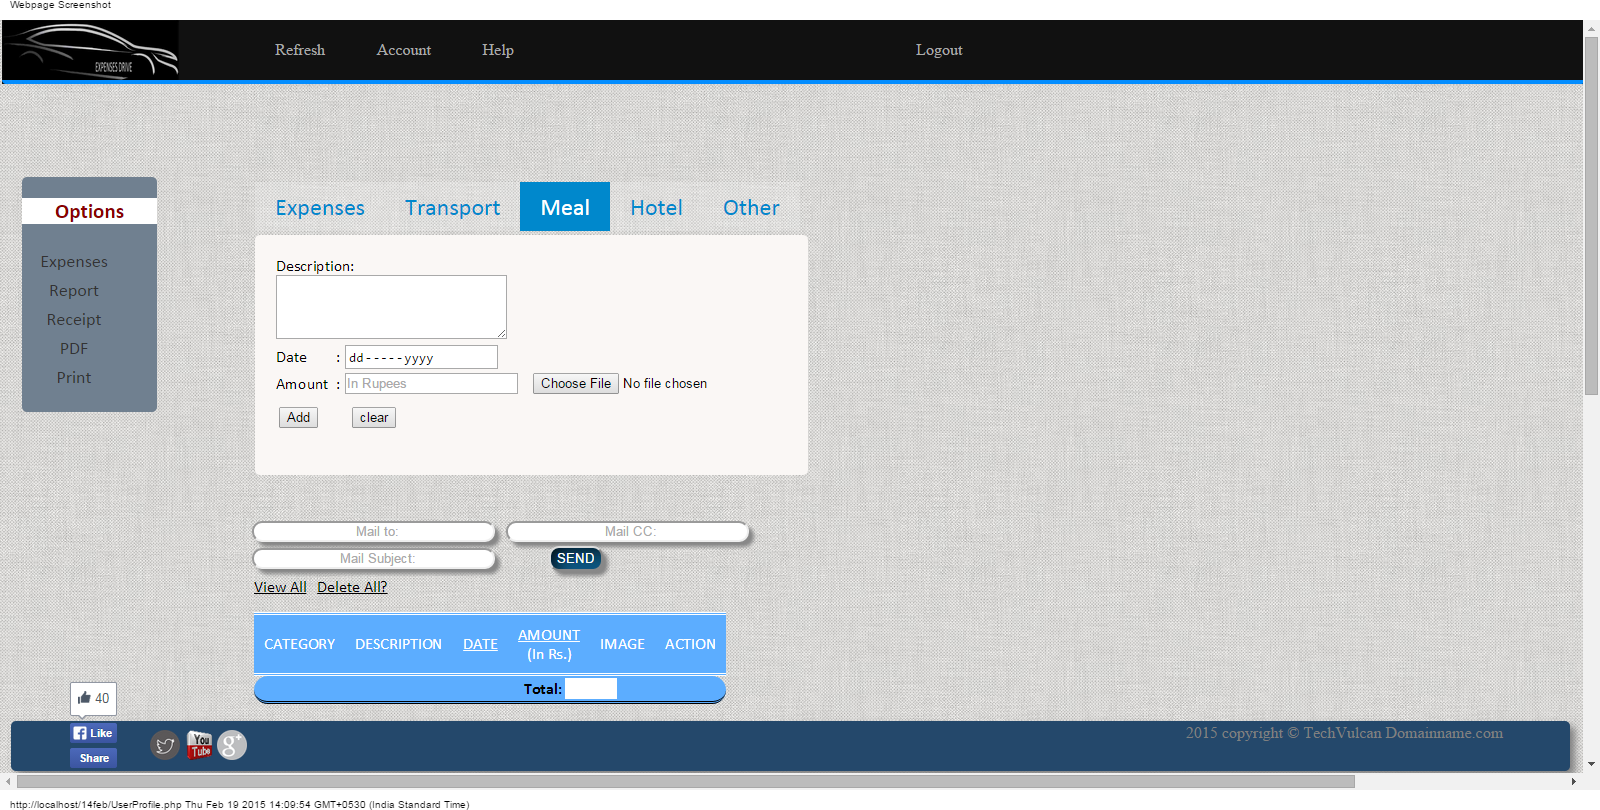 Webpage Screenshot
EXPENSES DRIVE
Refresh Account Help Logout
Options
Expenses
Report
Receipt
PDF
Print
Expenses Transport Meal Hotel Other
Description:
Date : dd-----yyyy
Amount : In Rupees Choose File No file chosen
Add clear
Mail to: Mail CC:
Mail Subject: SEND
View All Delete All?
CATEGORY DESCRIPTION DATE AMOUNT (In Rs.) IMAGE ACTION
Total:
40
Like
Share
You Tube
g+
2015 copyright © TechVulcan Domainname.com
http://localhost/14feb/UserProfile.php Thu Feb 19 2015 14:09:54 GMT+0530 (India Standard Time)